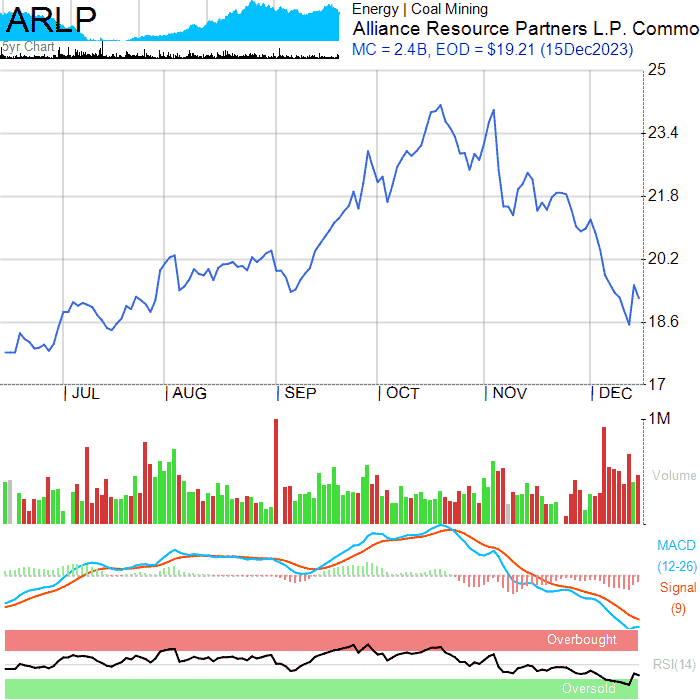 ARLP
5yr Chart
Energy | Coal Mining
Alliance Resource Partners L.P. Commo
MC = 2.4B, EOD = $19.21 (15Dec2023)
25
23.4
21.8
20.2
18.6
17
JUL AUG SEP OCT NOV DEC
1M
Volume
MACD
(12-26)
Signal
(9)
Overbought
RSI(14)
Oversold